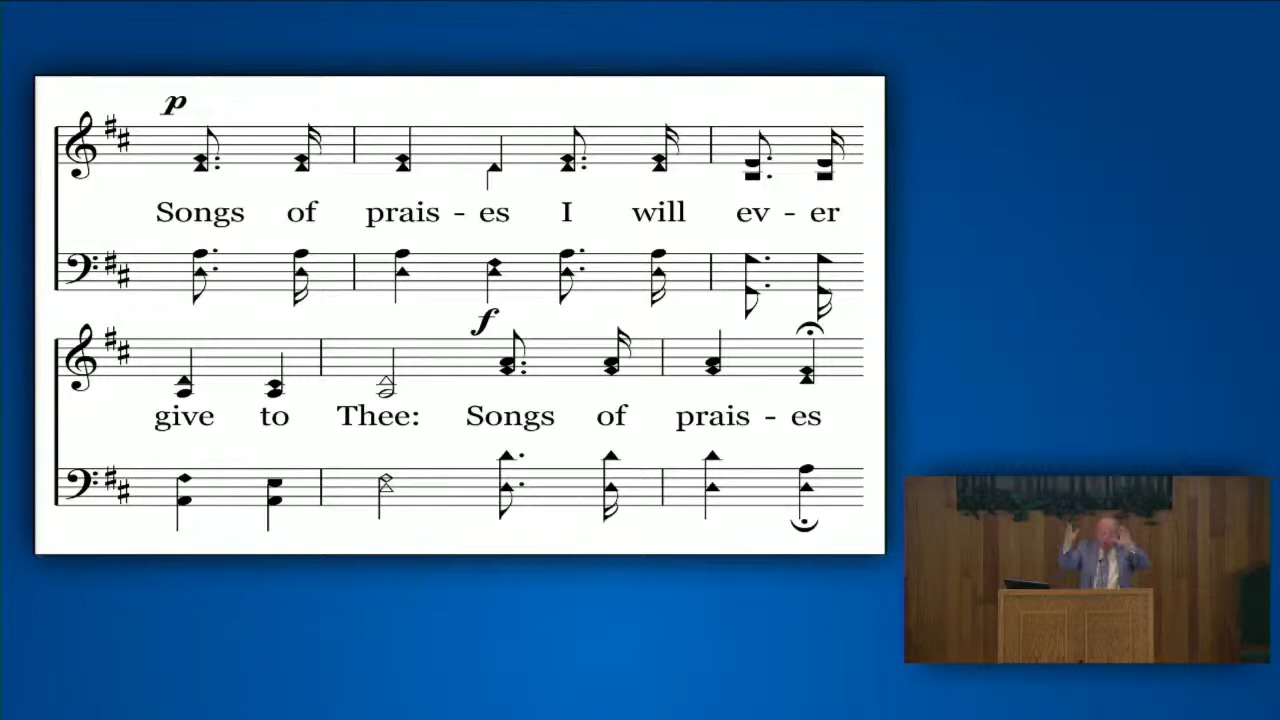 p
Songs of prais - es I will ev - er
f
give to Thee: Songs of prais - es